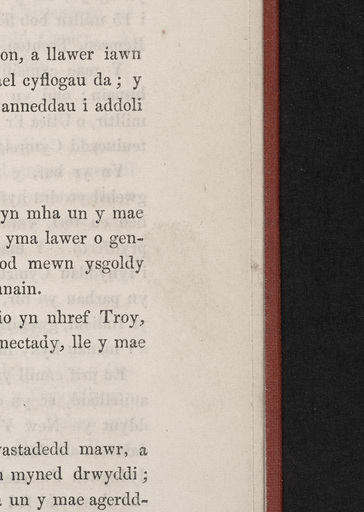 on, a llawer iawn
el cyflogau da; y
anneddau i addoli
yn mha un y mae
yma lawer o gen-
od mewn ysgoldy
nain.
io yn nhref Troy,
nectady, lle y mae
astadedd mawr, a
myned drwyddi;
un y mae agerdd-